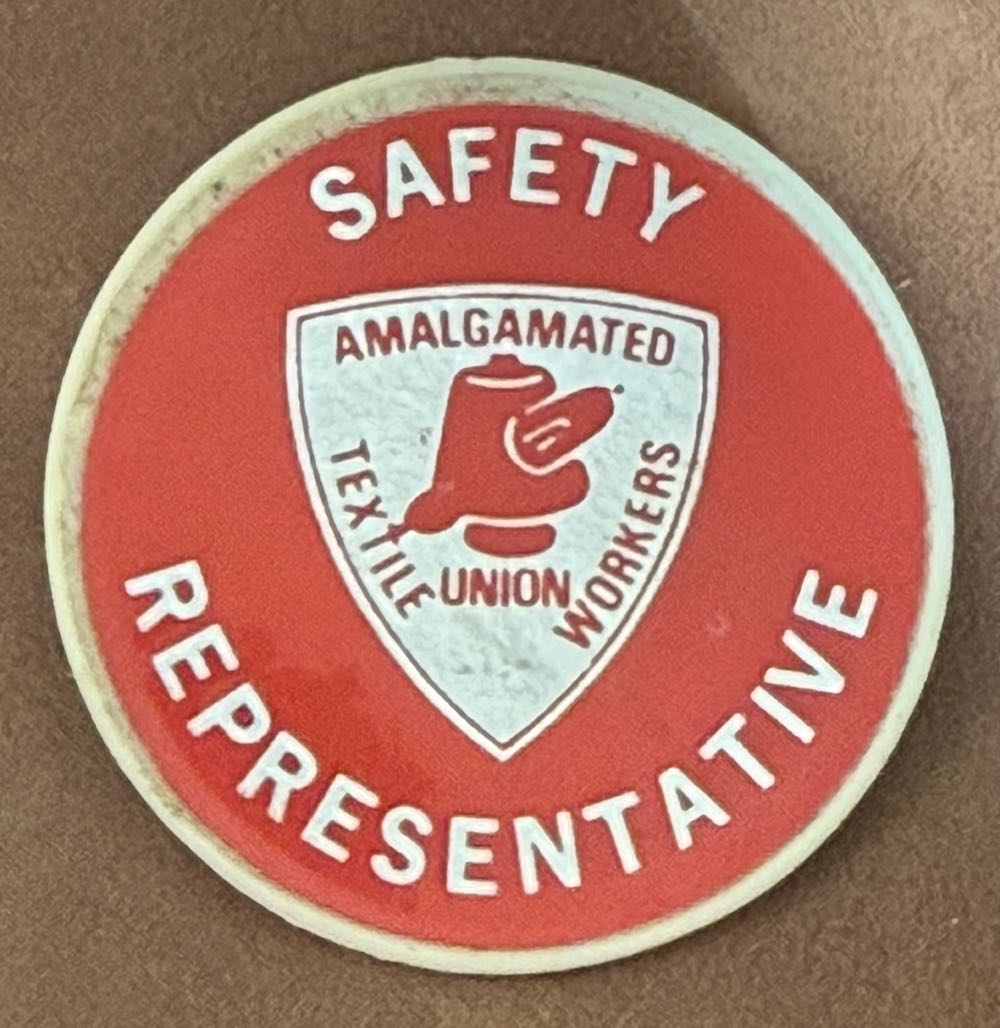 SAFETY
AMALGAMATED
TEXTILE
WORKERS
UNION
REPRESENTATIVE